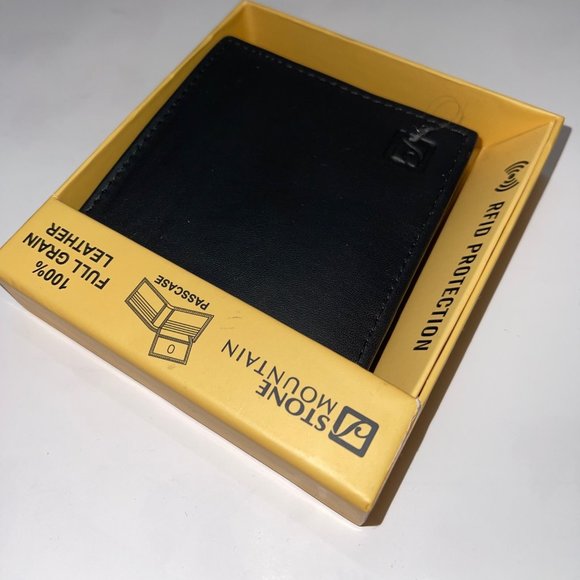 STONE
MOUNTAIN
PASSCASE
100%
FULL GRAIN
LEATHER
RFID PROTECTION